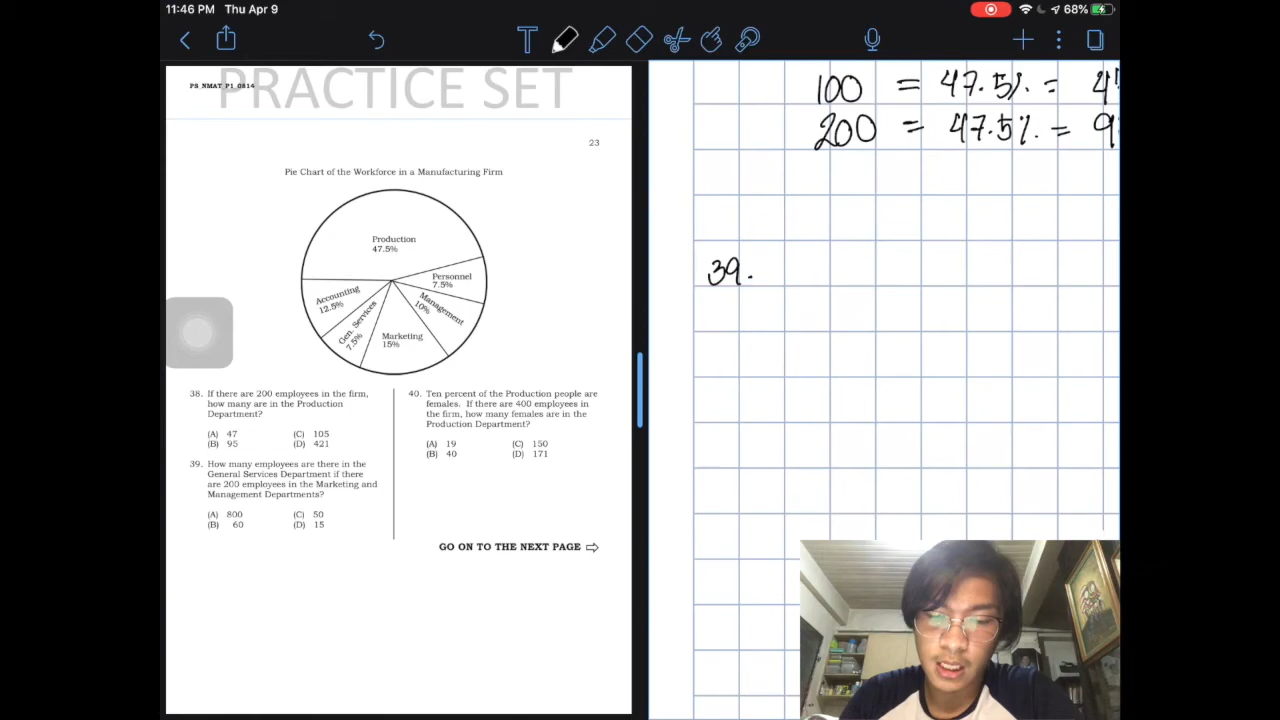 11:46 PM Thu Apr 9
68%
T
PRACTICE SET
PS NMAT P1_0814
23
Pie Chart of the Workforce in a Manufacturing Firm
Production
47.5%
Personnel
7.5%
Management
10%
Marketing
15%
Gen. Services
7.5%
Accounting
12.5%
38. If there are 200 employees in the firm,
how many are in the Production
Department?
(A) 47 (C) 105
(B) 95 (D) 421
39. How many employees are there in the
General Services Department if there
are 200 employees in the Marketing and
Management Departments?
(A) 800 (C) 50
(B) 60 (D) 15
40. Ten percent of the Production people are
females. If there are 400 employees in
the firm, how many females are in the
Production Department?
(A) 19 (C) 150
(B) 40 (D) 171
GO ON TO THE NEXT PAGE
100 = 47.5% = 4
200 = 47.5% = 9
39.